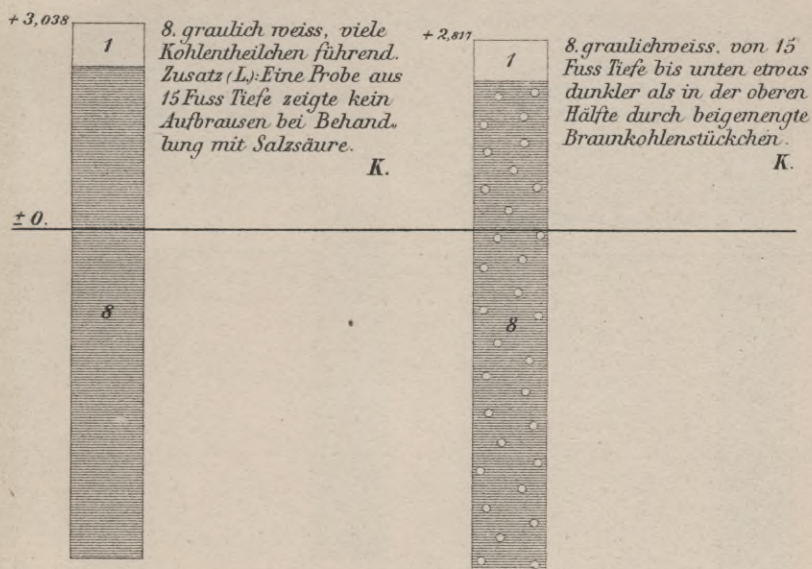 + 3,038
1
8. graulich weiss, viele
Kohlentheilchen führend.
Zusatz (L.): Eine Probe aus
15 Fuss Tiefe zeigte kein
Aufbrausen bei Behand-
lung mit Salzsäure.
K.
± 0.
8
+ 2,817
1
8. graulichweiss. von 15
Fuss Tiefe bis unten etwas
dunkler als in der oberen
Hälfte durch beigemengte
Braunkohlenstückchen.
K.
8